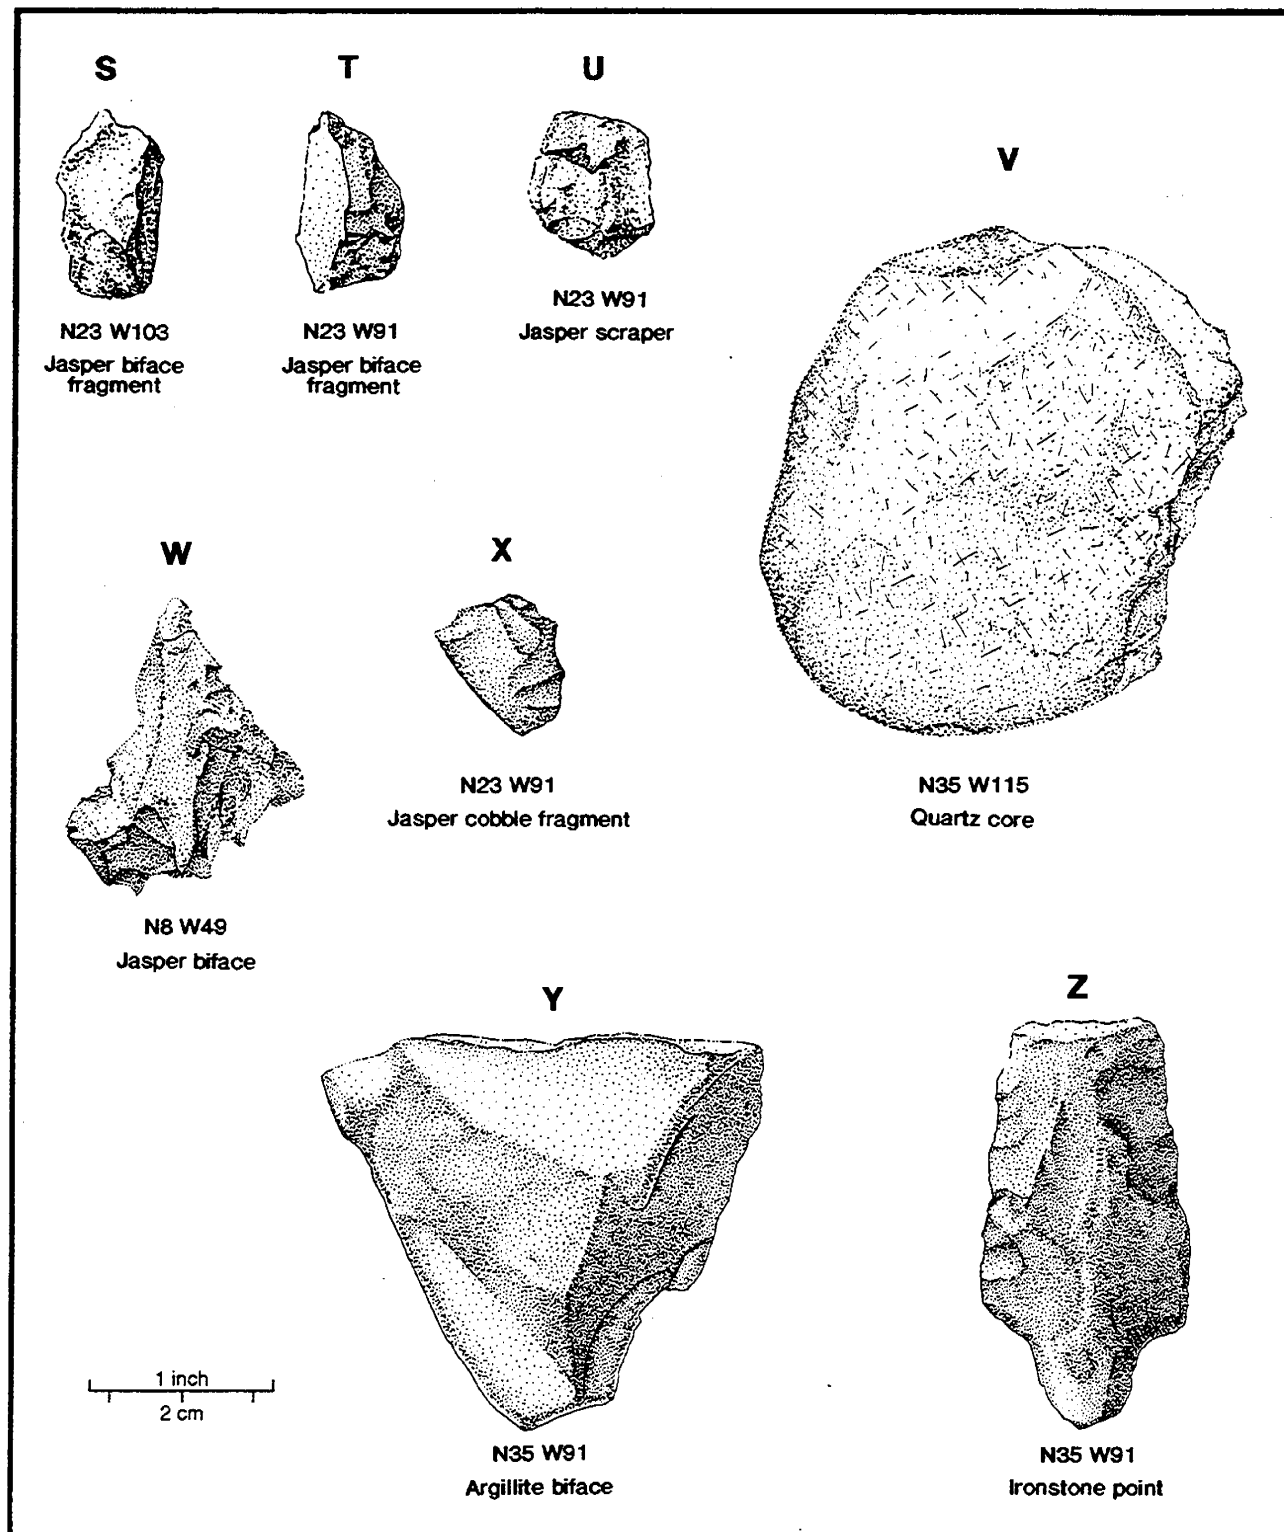 S
T
U
V
N23 W103
Jasper biface
fragment
N23 W91
Jasper biface
fragment
N23 W91
Jasper scraper
W
X
N23 W91
Jasper cobble fragment
N35 W115
Quartz core
N8 W49
Jasper biface
Y
Z
1 inch
2 cm
N35 W91
Argillite biface
N35 W91
Ironstone point